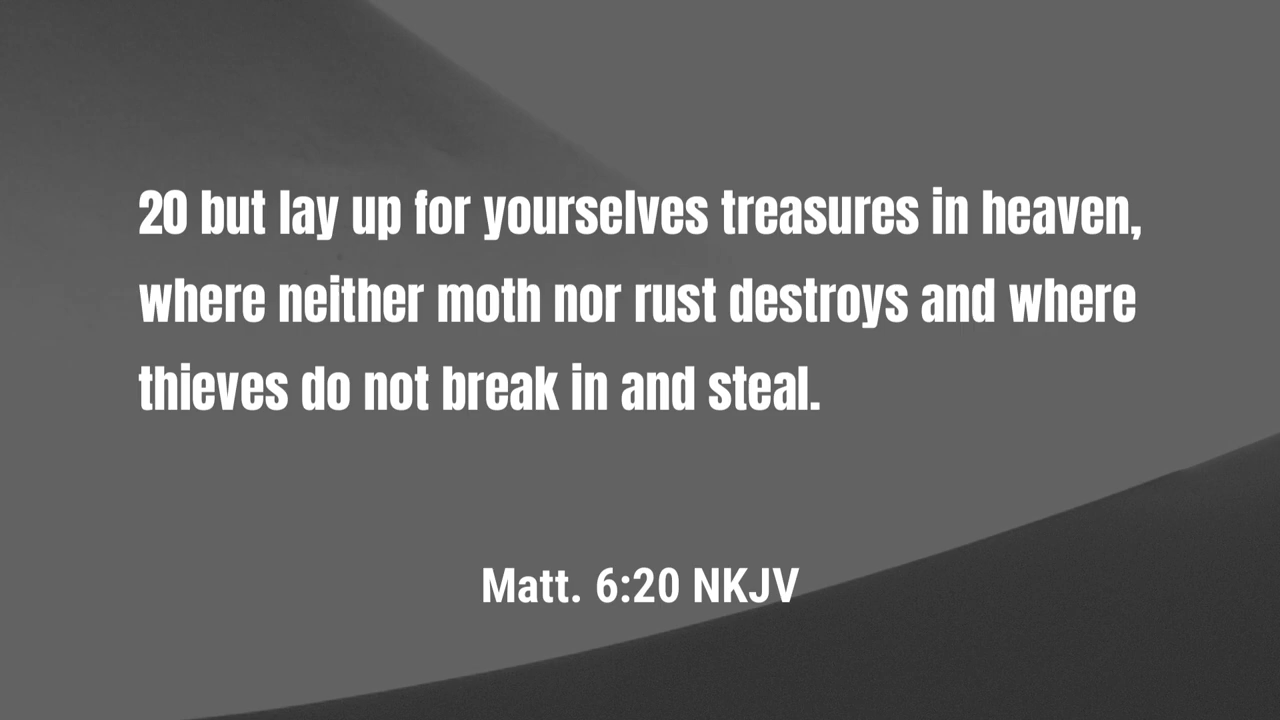 20 but lay up for yourselves treasures in heaven,
where neither moth nor rust destroys and where
thieves do not break in and steal.
Matt. 6:20 NKJV